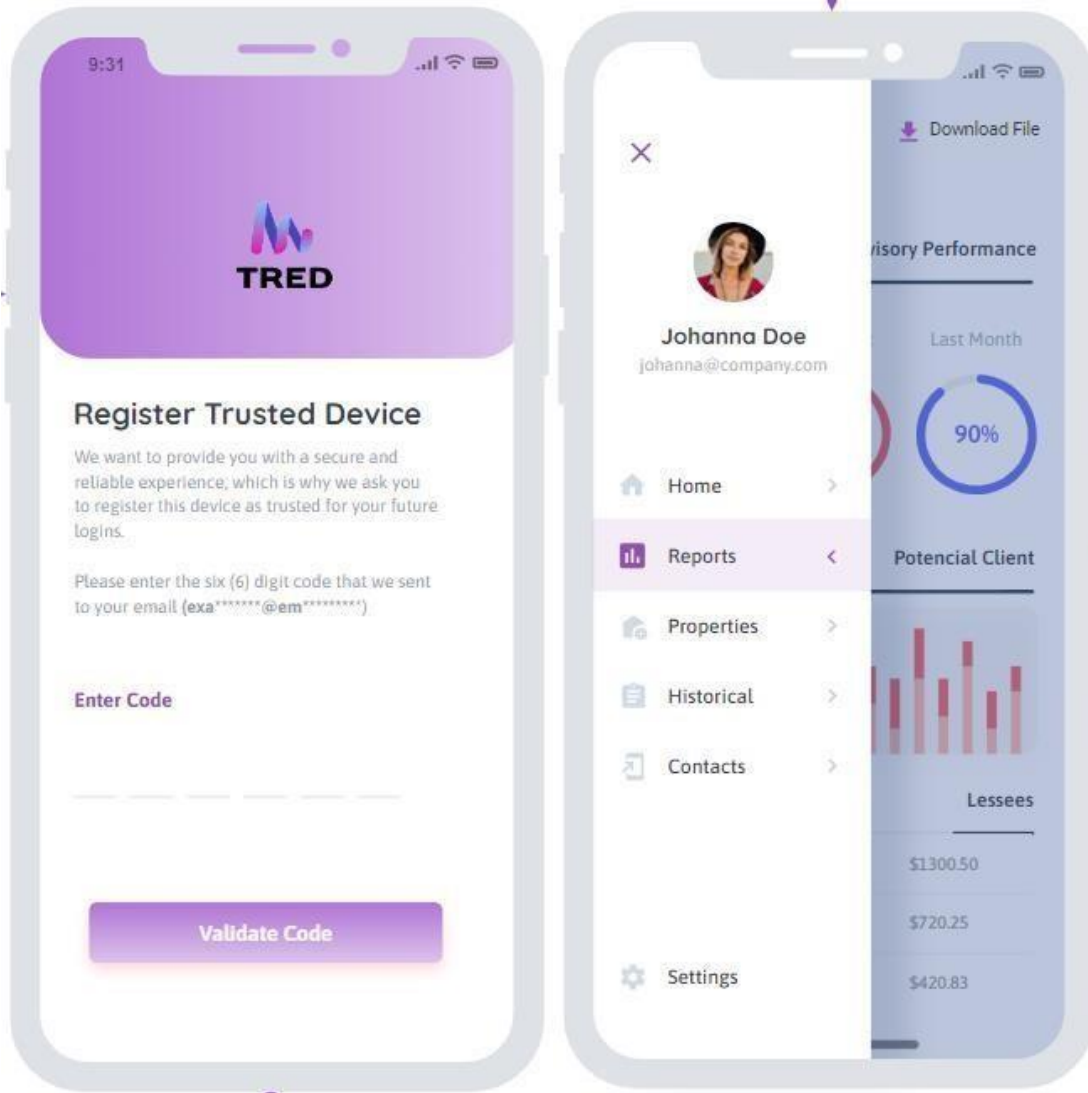 9:31
TRED
Register Trusted Device
We want to provide you with a secure and
reliable experience, which is why we ask you
to register this device as trusted for your future
logins.
Please enter the six (6) digit code that we sent
to your email (exa*******@em*********)
Enter Code
Validate Code
Download File
Johanna Doe
johanna@company.com
Home
Reports
Properties
Historical
Contacts
Settings
visory Performance
Last Month
90%
Potencial Client
Lessees
$1300.50
$720.25
$420.83